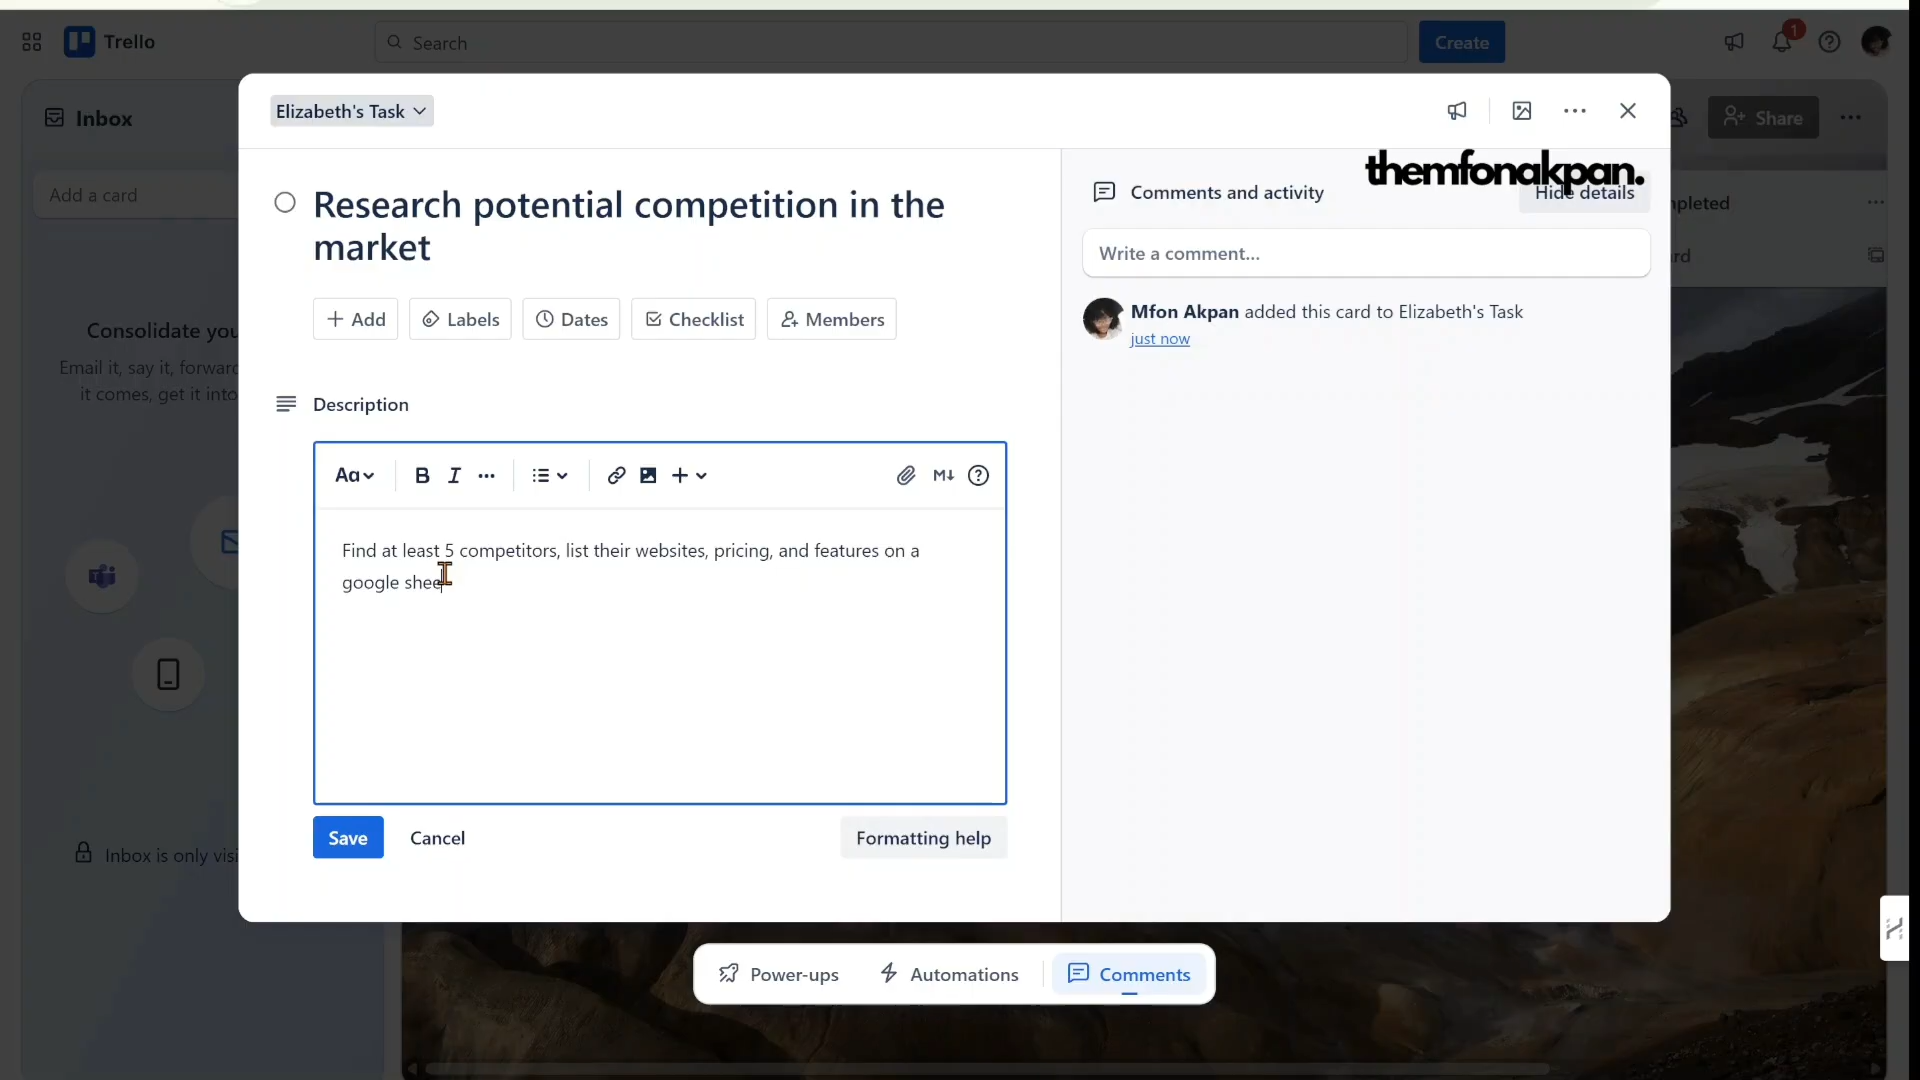 Trello
Search
Create
1
Inbox
Elizabeth's Task
Share
Add a card
Research potential competition in the
market
Comments and activity
themfonakpan.
Hide details
Write a comment...
Add
Labels
Dates
Checklist
Members
Mfon Akpan added this card to Elizabeth's Task
just now
Consolidate you
Email it, say it, forward
it comes, get it into
Description
Aa
B
I
M
Find at least 5 competitors, list their websites, pricing, and features on a
google shee
Save
Cancel
Formatting help
Inbox is only visi
Power-ups
Automations
Comments